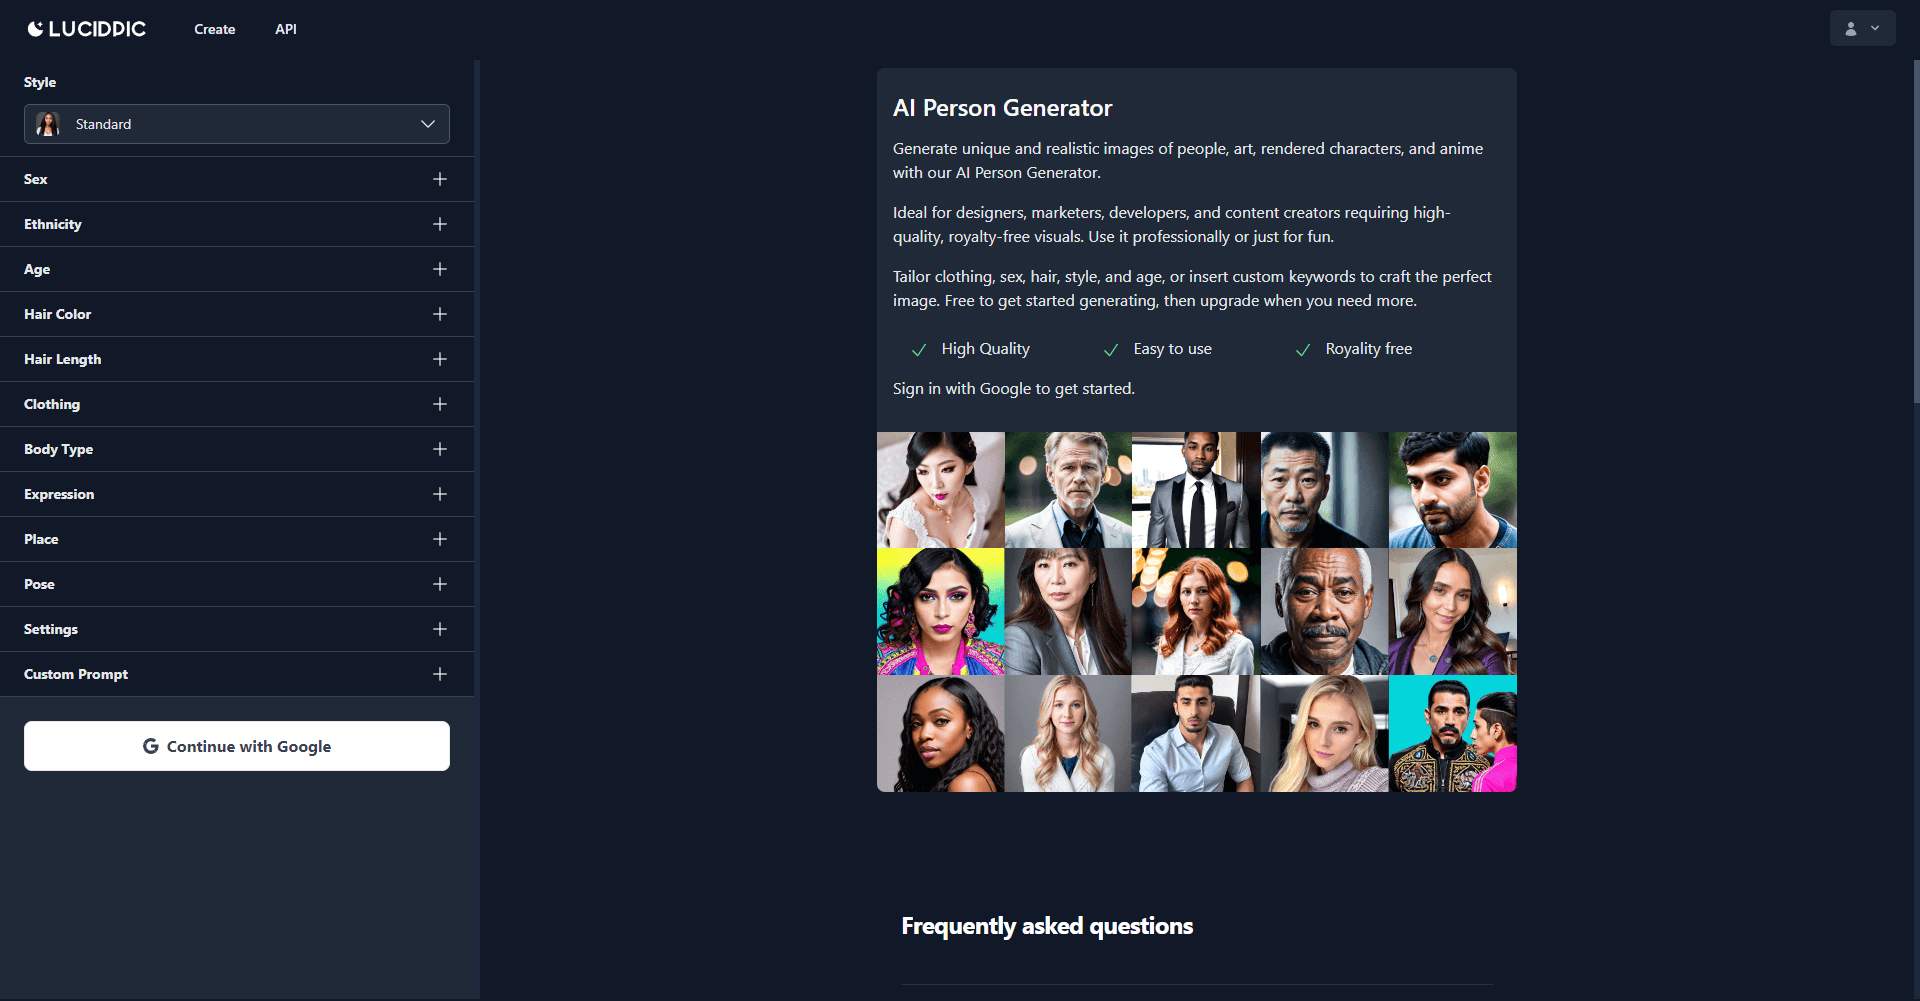 LUCIDPIC
Create
API
Style
Standard
Sex
Ethnicity
Age
Hair Color
Hair Length
Clothing
Body Type
Expression
Place
Pose
Settings
Custom Prompt
Continue with Google
AI Person Generator
Generate unique and realistic images of people, art, rendered characters, and anime
with our AI Person Generator.
Ideal for designers, marketers, developers, and content creators requiring high-
quality, royalty-free visuals. Use it professionally or just for fun.
Tailor clothing, sex, hair, style, and age, or insert custom keywords to craft the perfect
image. Free to get started generating, then upgrade when you need more.
High Quality
Easy to use
Royality free
Sign in with Google to get started.
Frequently asked questions